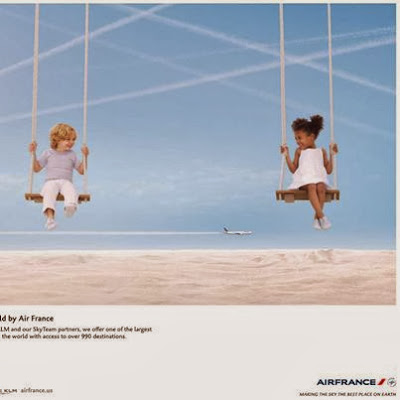 ld by Air France
LM and our SkyTeam partners, we offer one of the largest
the world with access to over 990 destinations.
KLM airfrance.us
AIRFRANCE
MAKING THE SKY THE BEST PLACE ON EARTH